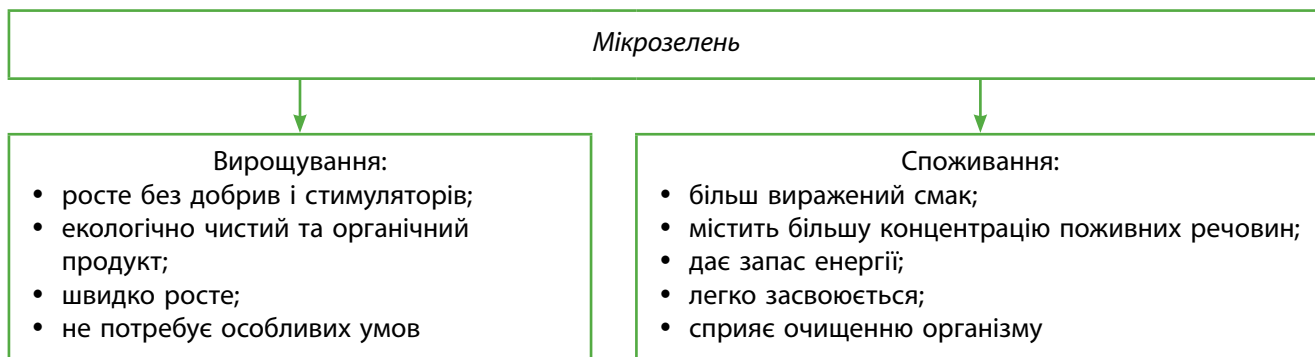 Мікрозелень
Вирощування:
• росте без добрив і стимуляторів;
• екологічно чистий та органічний
продукт;
• швидко росте;
• не потребує особливих умов
Споживання:
• більш виражений смак;
• містить більшу концентрацію поживних речовин;
• дає запас енергії;
• легко засвоюється;
• сприяє очищенню організму